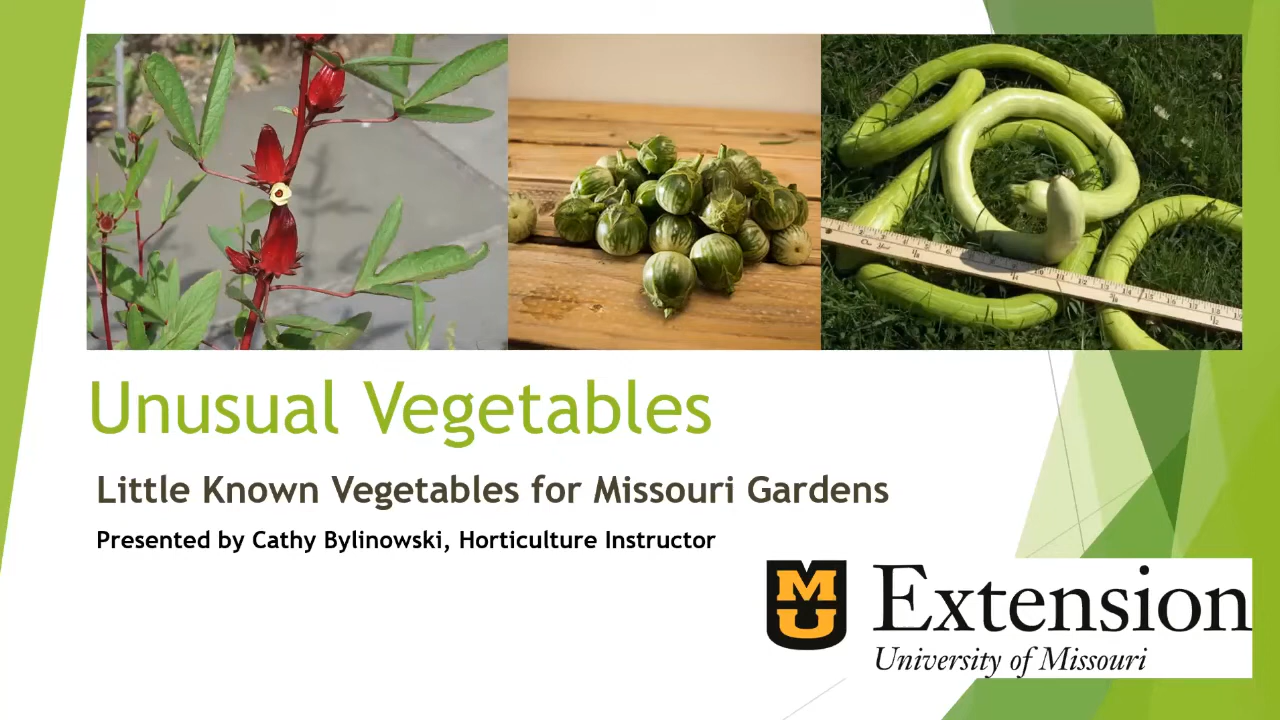 Unusual Vegetables
Little Known Vegetables for Missouri Gardens
Presented by Cathy Bylinowski, Horticulture Instructor
MU
Extension
University of Missouri